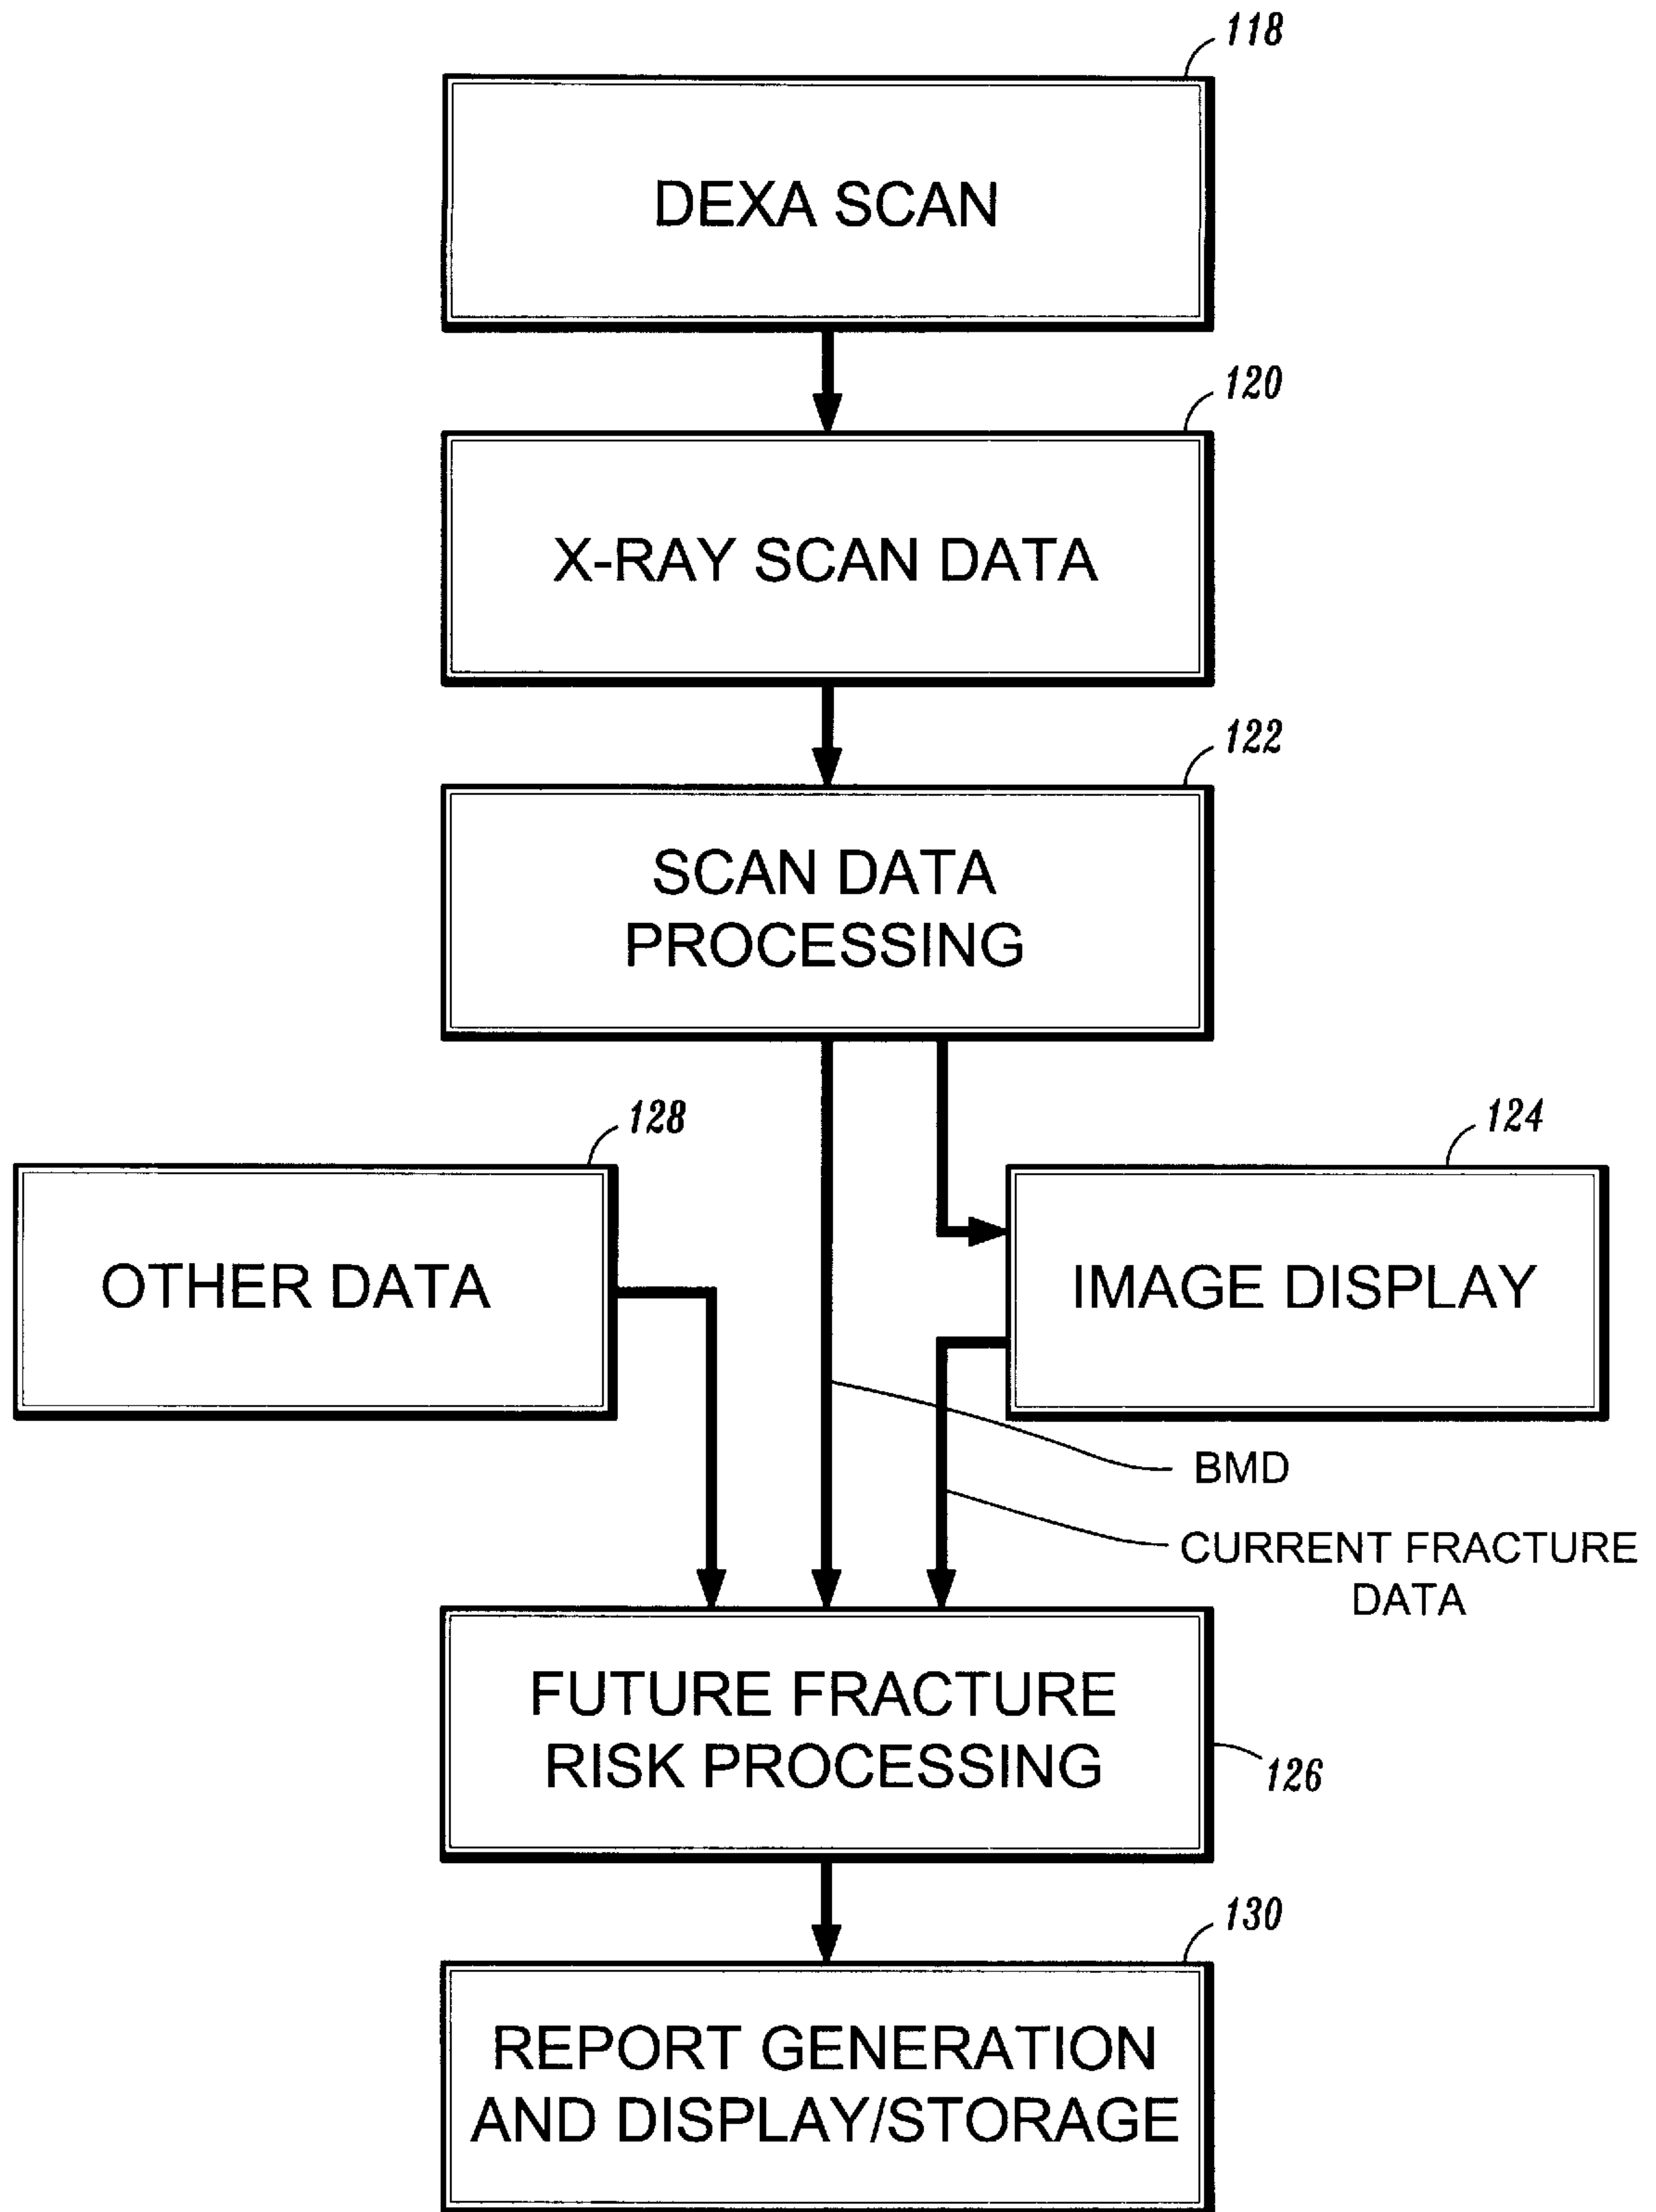 118
DEXA SCAN
120
X-RAY SCAN DATA
122
SCAN DATA
PROCESSING
128
OTHER DATA
124
IMAGE DISPLAY
BMD
CURRENT FRACTURE
DATA
FUTURE FRACTURE
RISK PROCESSING
126
130
REPORT GENERATION
AND DISPLAY/STORAGE